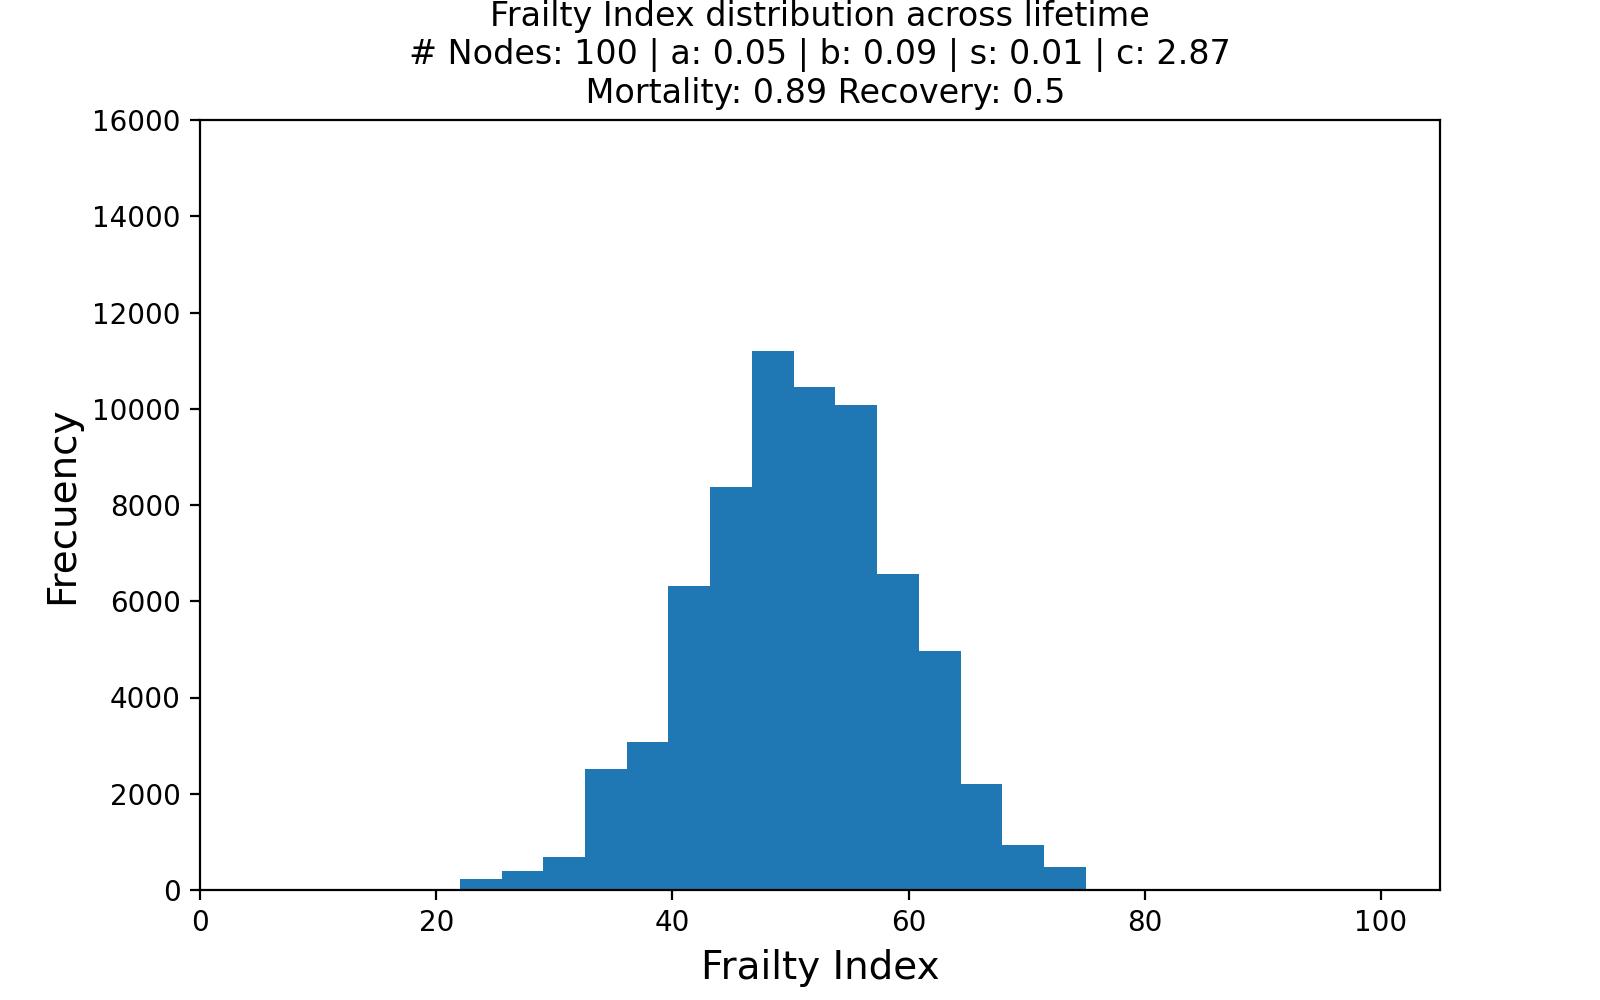 Frailty Index distribution across lifetime
# Nodes: 100 | a: 0.05 | b: 0.09 | s: 0.01 | c: 2.87
Mortality: 0.89 Recovery: 0.5
16000
14000
12000
10000
8000
6000
4000
2000
0
Frecuency
0 20 40 60 80 100
Frailty Index